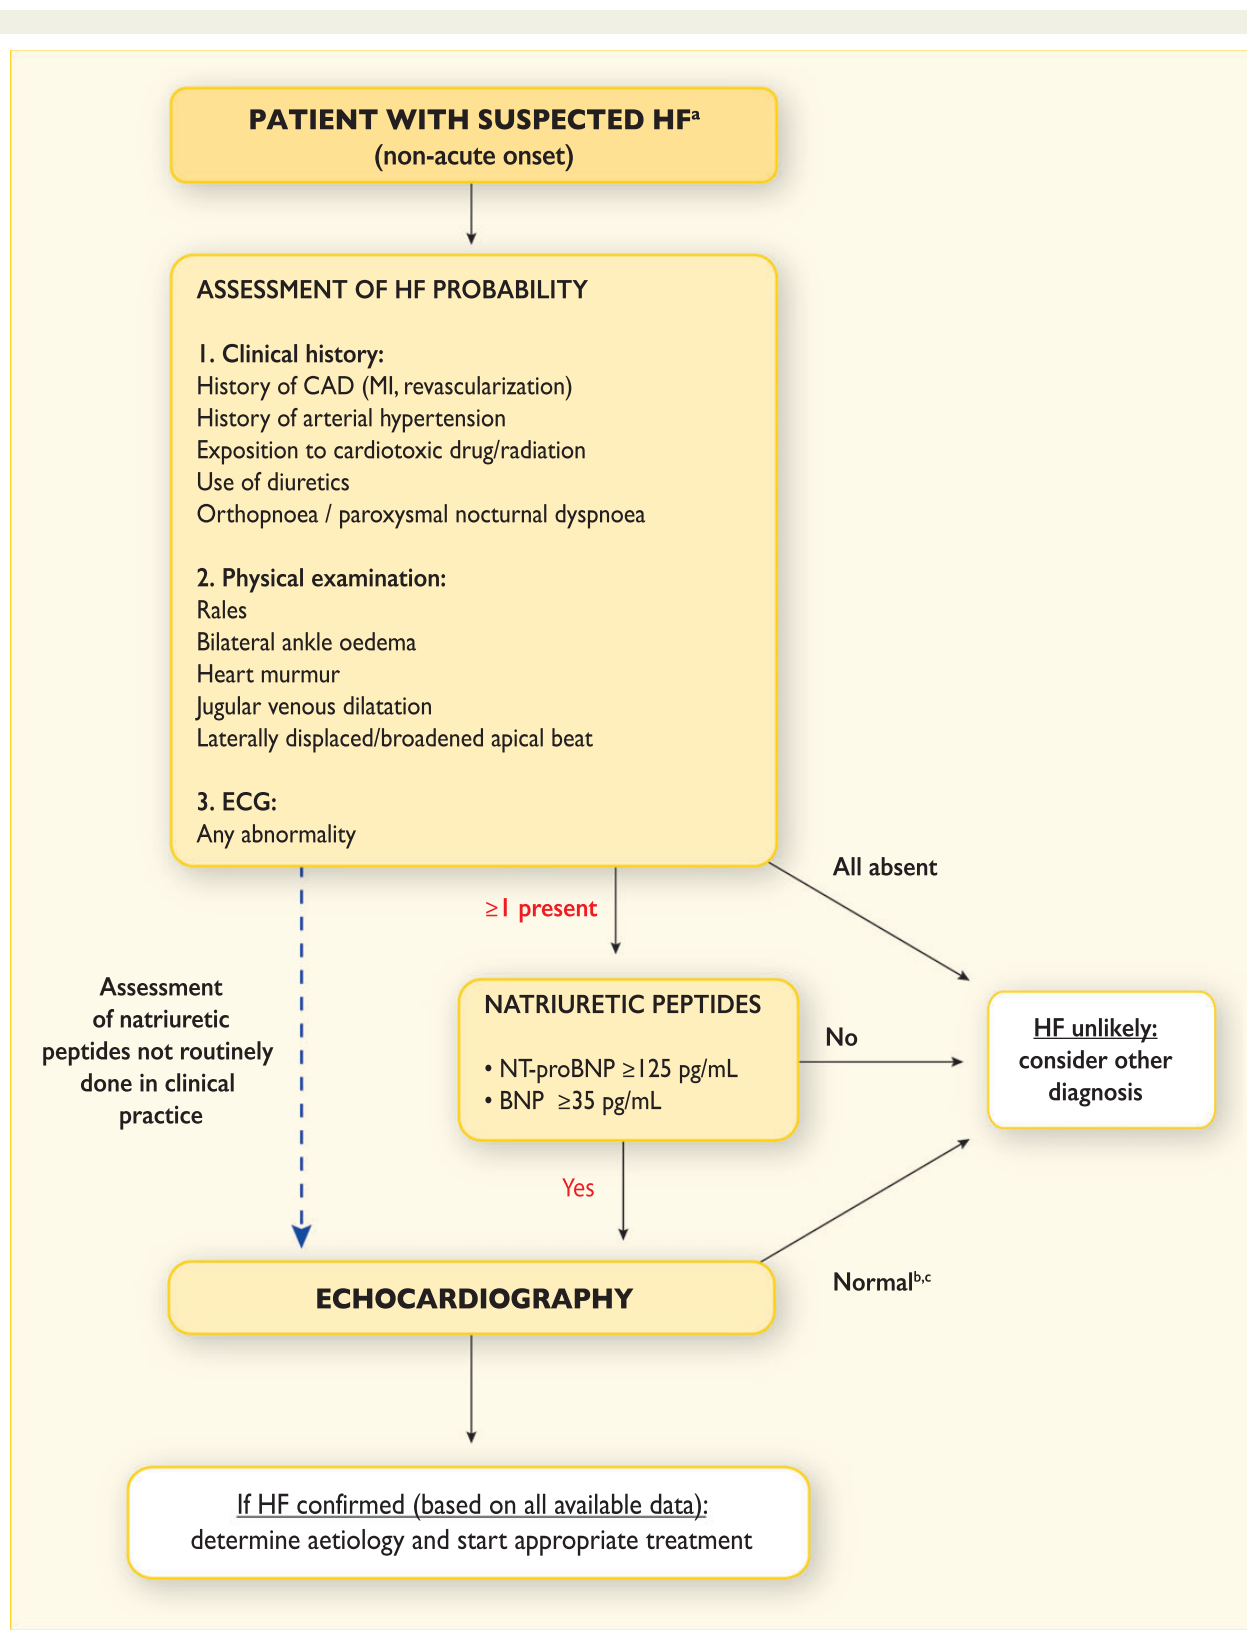 PATIENT WITH SUSPECTED HFᵃ
(non-acute onset)
ASSESSMENT OF HF PROBABILITY
1. Clinical history:
History of CAD (MI, revascularization)
History of arterial hypertension
Exposition to cardiotoxic drug/radiation
Use of diuretics
Orthopnoea / paroxysmal nocturnal dyspnoea
2. Physical examination:
Rales
Bilateral ankle oedema
Heart murmur
Jugular venous dilatation
Laterally displaced/broadened apical beat
3. ECG:
Any abnormality
All absent
≥1 present
Assessment
of natriuretic
peptides not routinely
done in clinical
practice
NATRIURETIC PEPTIDES
• NT-proBNP ≥125 pg/mL
• BNP ≥35 pg/mL
No
HF unlikely:
consider other
diagnosis
Yes
Normalᵇ,ᶜ
ECHOCARDIOGRAPHY
If HF confirmed (based on all available data):
determine aetiology and start appropriate treatment